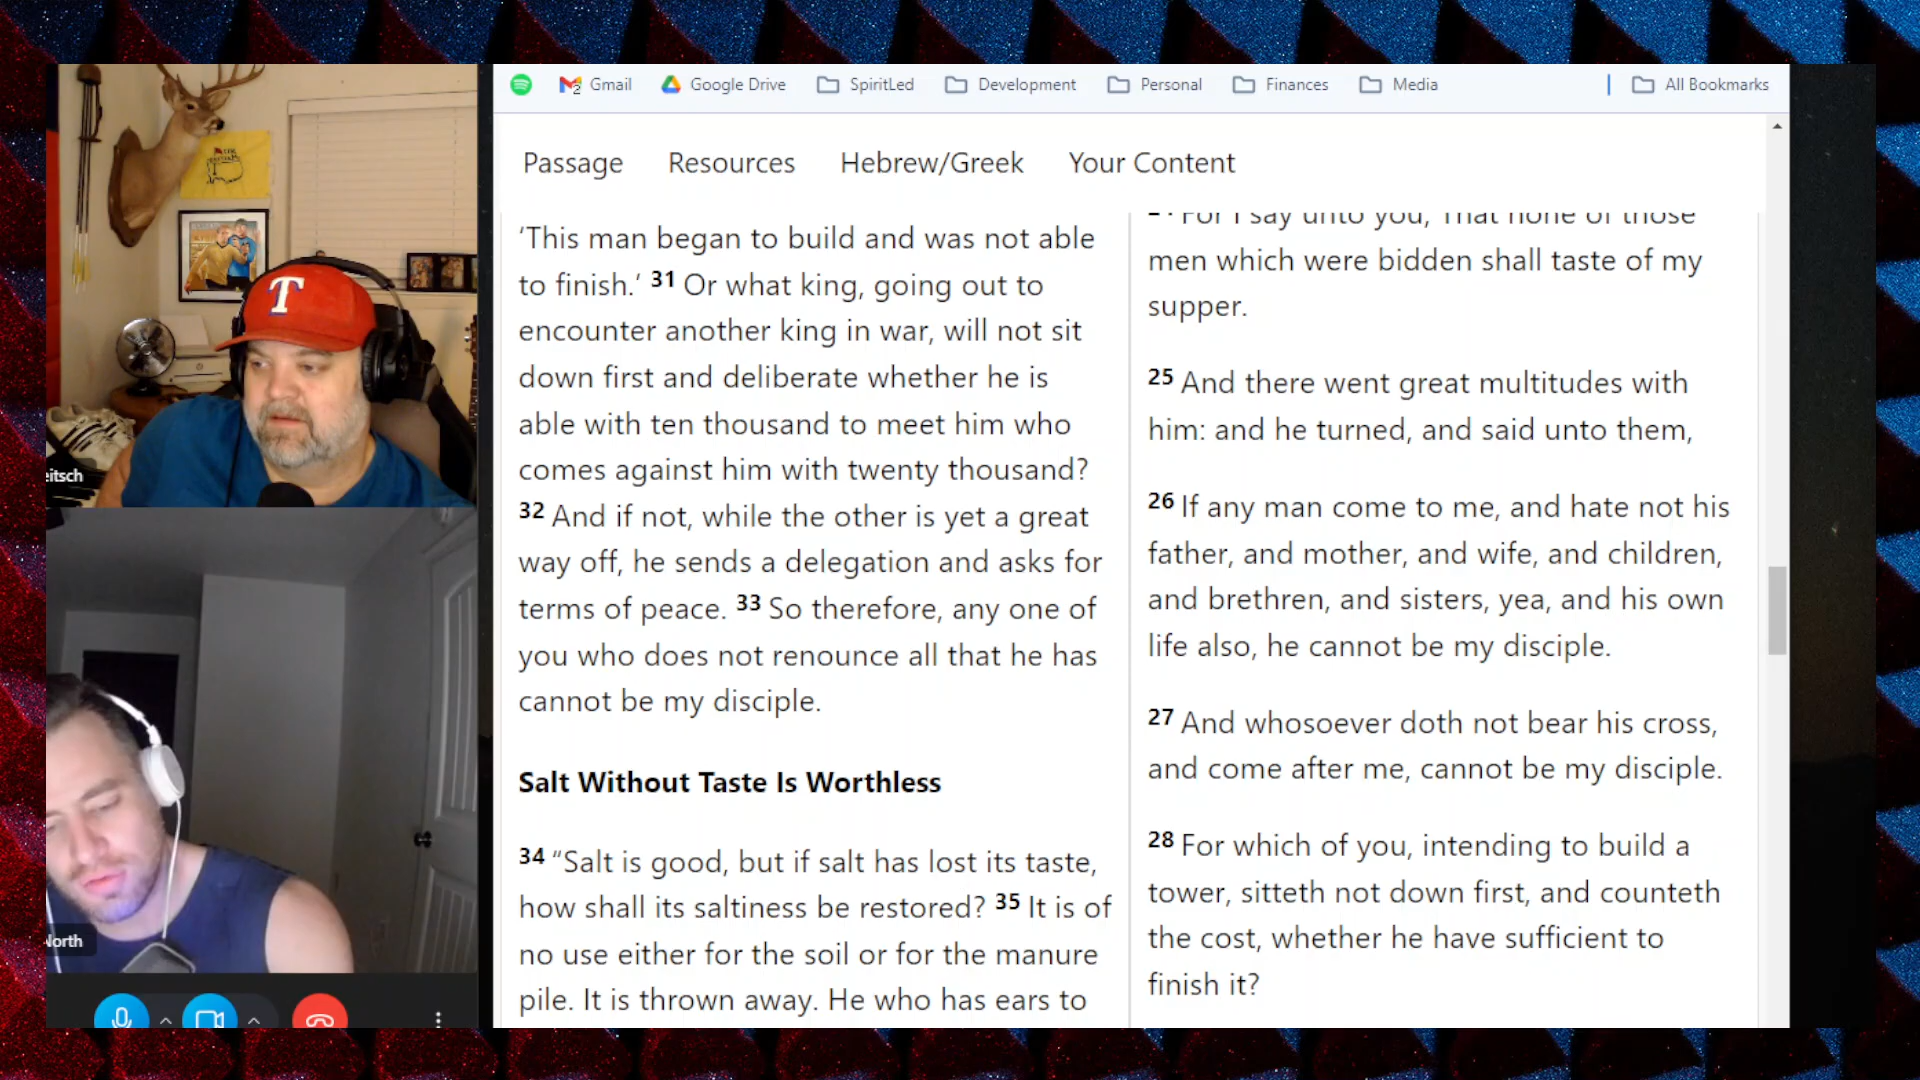 Gmail Google Drive SpiritLed Development Personal Finances Media All Bookmarks
Passage Resources Hebrew/Greek Your Content
‘This man began to build and was not able
to finish.’ 31 Or what king, going out to
encounter another king in war, will not sit
down first and deliberate whether he is
able with ten thousand to meet him who
comes against him with twenty thousand?
32 And if not, while the other is yet a great
way off, he sends a delegation and asks for
terms of peace. 33 So therefore, any one of
you who does not renounce all that he has
cannot be my disciple.
Salt Without Taste Is Worthless
34 “Salt is good, but if salt has lost its taste,
how shall its saltiness be restored? 35 It is of
no use either for the soil or for the manure
pile. It is thrown away. He who has ears to
For I say unto you, That none of those
men which were bidden shall taste of my
supper.
25 And there went great multitudes with
him: and he turned, and said unto them,
26 If any man come to me, and hate not his
father, and mother, and wife, and children,
and brethren, and sisters, yea, and his own
life also, he cannot be my disciple.
27 And whosoever doth not bear his cross,
and come after me, cannot be my disciple.
28 For which of you, intending to build a
tower, sitteth not down first, and counteth
the cost, whether he have sufficient to
finish it?
T
eitsch
North